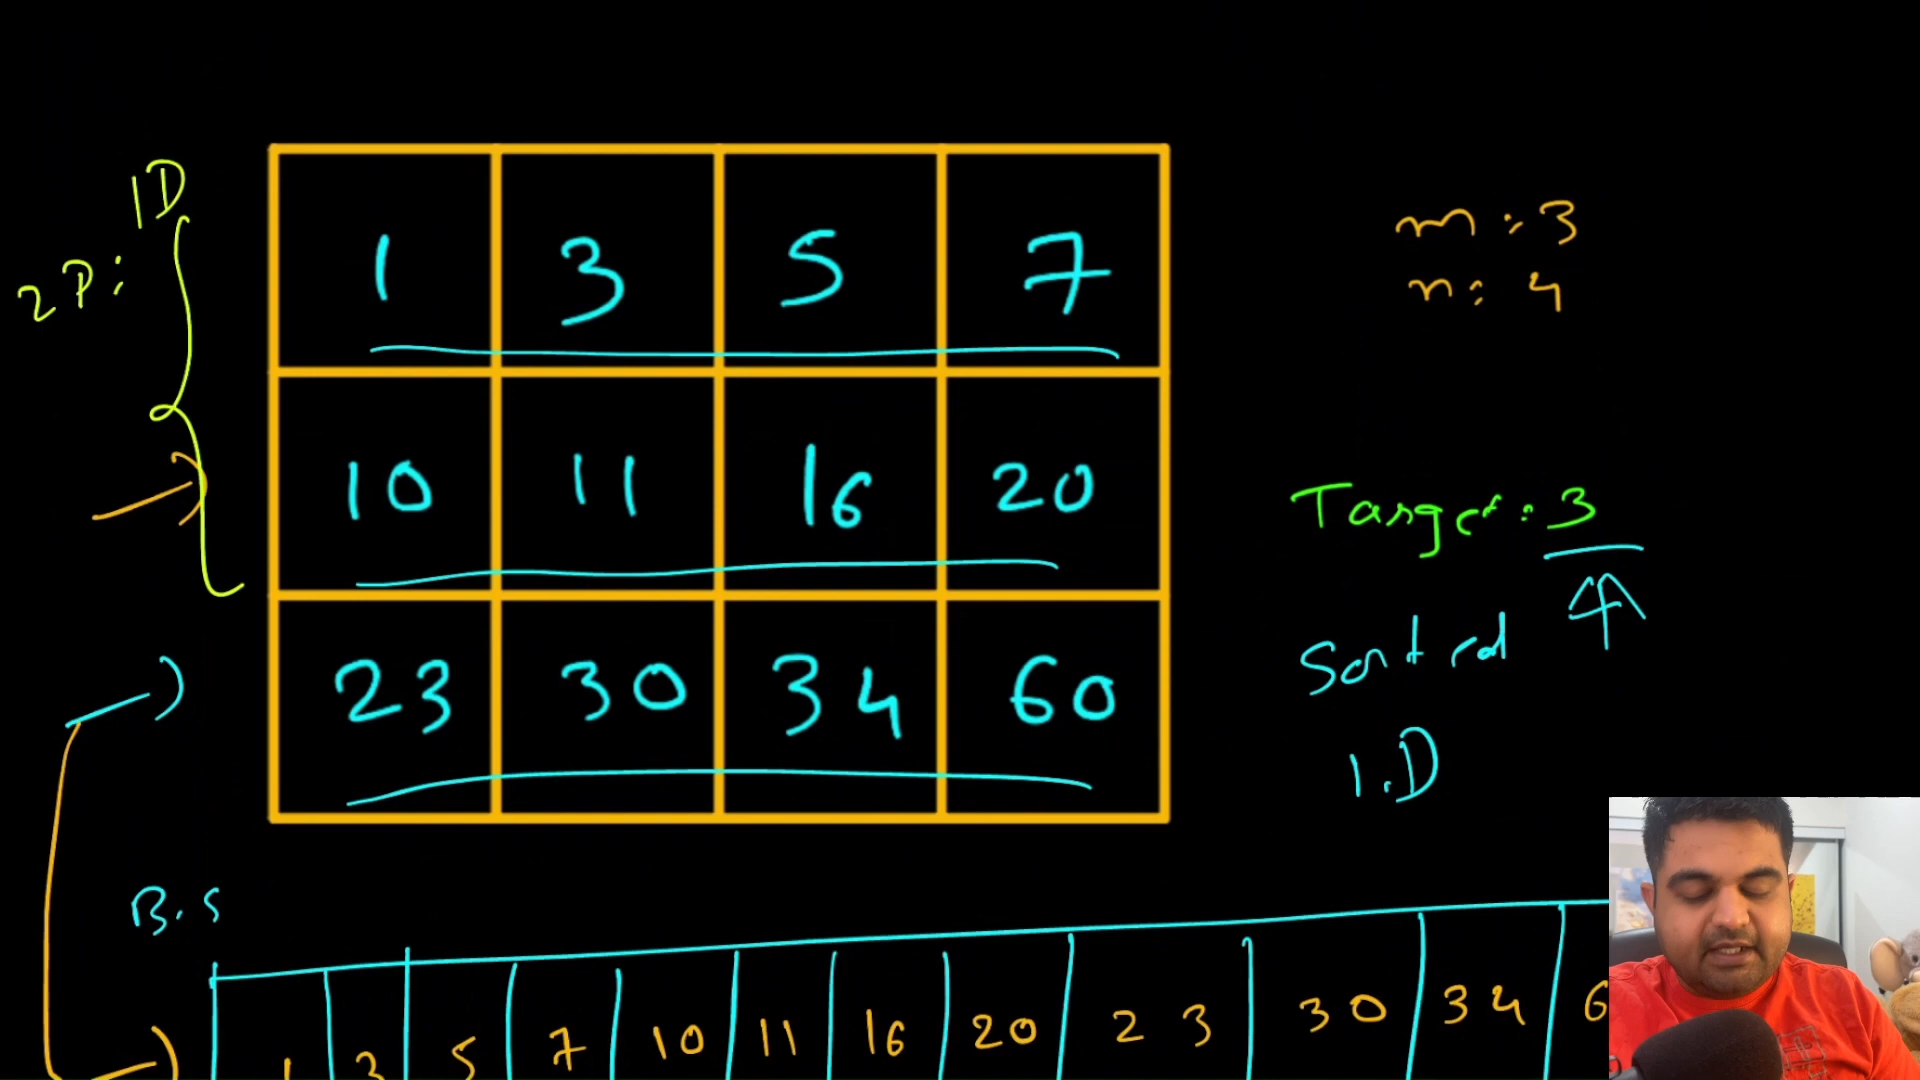 1D
2P:
1 3 5 7
10 11 16 20
23 30 34 60
m: 3
n: 4
Target: 3
Sorted
1.D
B.S
1 3 5 7 10 11 16 20 23 30 34 6